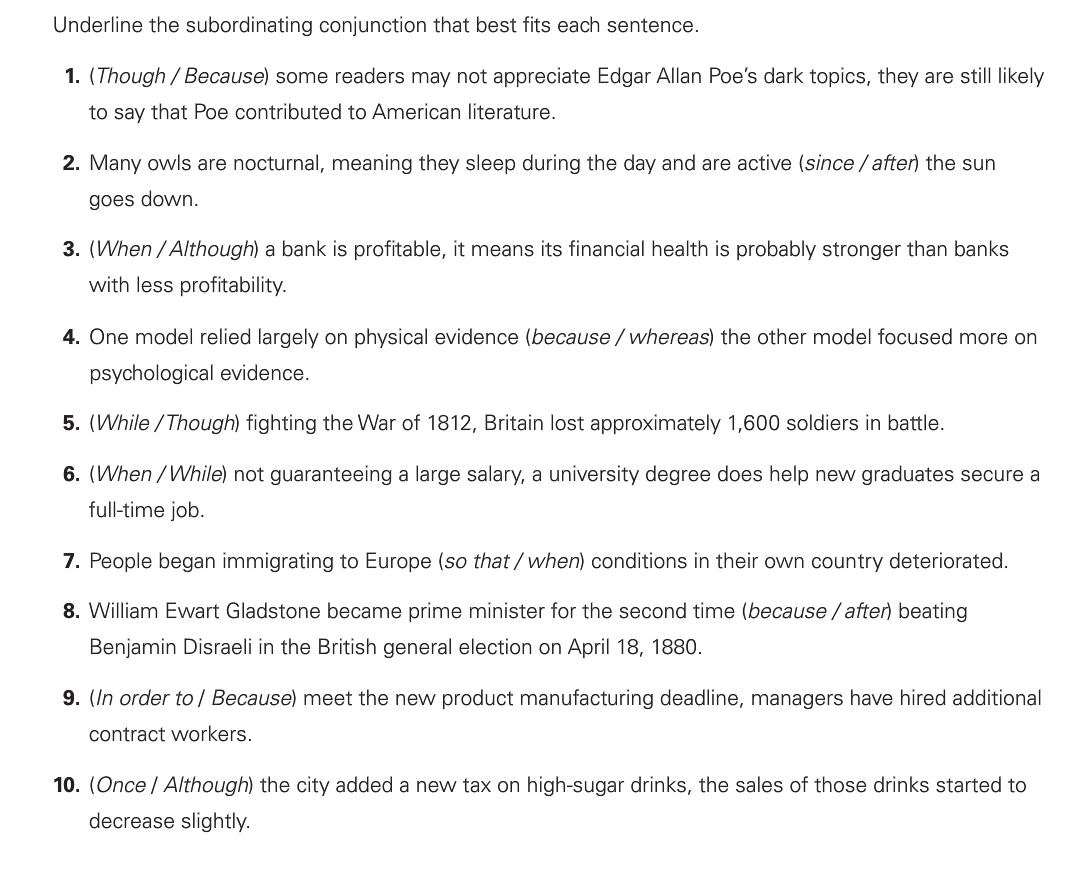 Underline the subordinating conjunction that best fits each sentence.
1. (Though / Because) some readers may not appreciate Edgar Allan Poe’s dark topics, they are still likely
to say that Poe contributed to American literature.
2. Many owls are nocturnal, meaning they sleep during the day and are active (since / after) the sun
goes down.
3. (When / Although) a bank is profitable, it means its financial health is probably stronger than banks
with less profitability.
4. One model relied largely on physical evidence (because / whereas) the other model focused more on
psychological evidence.
5. (While / Though) fighting the War of 1812, Britain lost approximately 1,600 soldiers in battle.
6. (When / While) not guaranteeing a large salary, a university degree does help new graduates secure a
full-time job.
7. People began immigrating to Europe (so that / when) conditions in their own country deteriorated.
8. William Ewart Gladstone became prime minister for the second time (because / after) beating
Benjamin Disraeli in the British general election on April 18, 1880.
9. (In order to / Because) meet the new product manufacturing deadline, managers have hired additional
contract workers.
10. (Once / Although) the city added a new tax on high-sugar drinks, the sales of those drinks started to
decrease slightly.